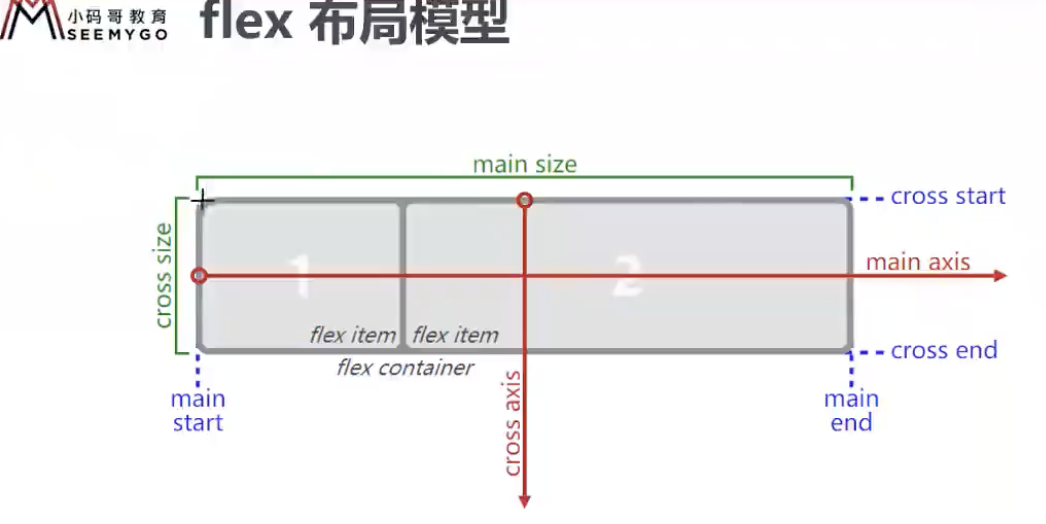 小码哥教育
SEEMYGO
flex 布局模型
main size
cross start
cross size
main axis
1
2
flex item
flex item
cross end
flex container
main
start
cross axis
main
end